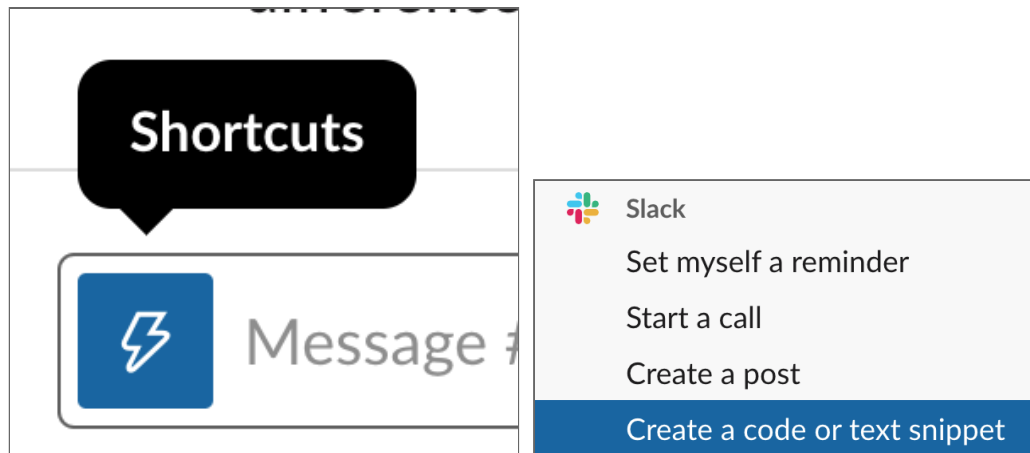 Shortcuts
Message #
Slack
Set myself a reminder
Start a call
Create a post
Create a code or text snippet